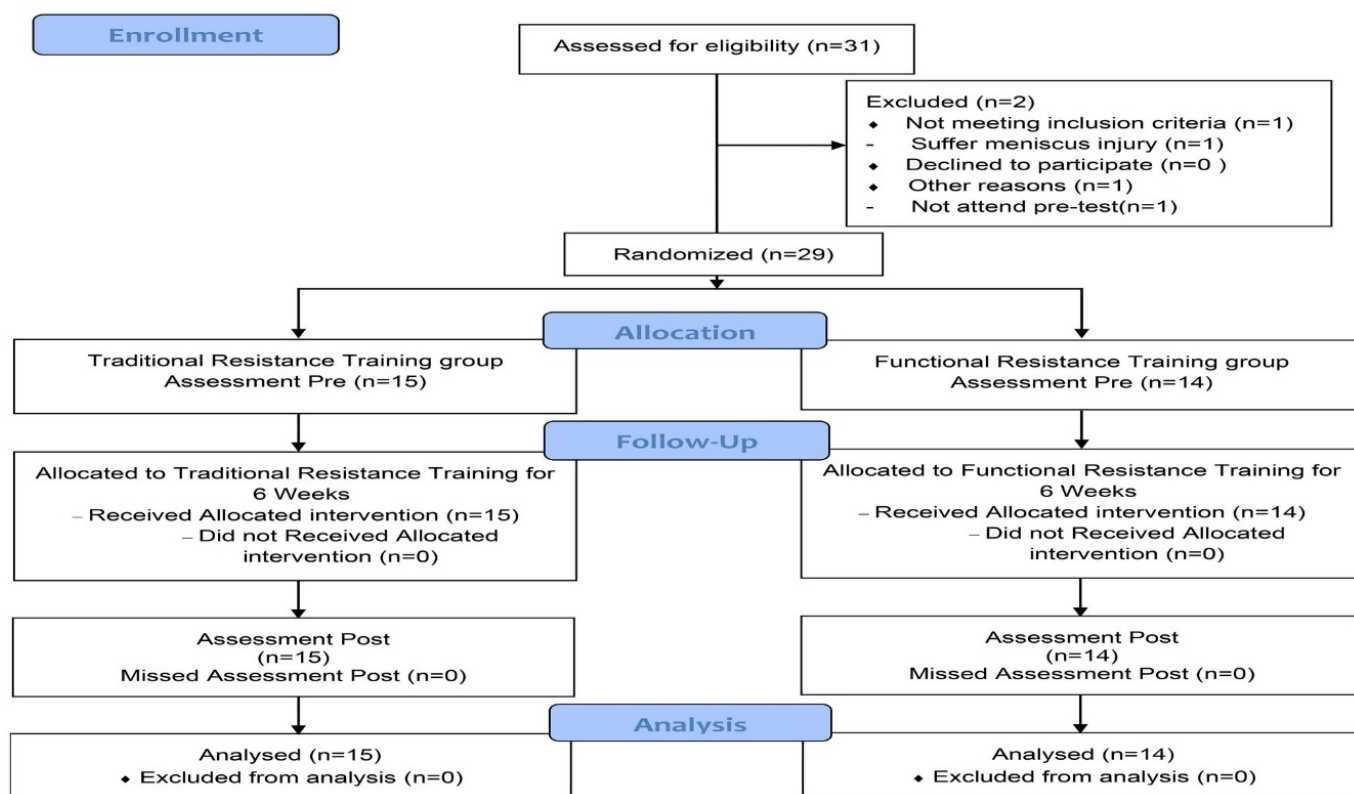 Enrollment
Assessed for eligibility (n=31)
Excluded (n=2)
◆ Not meeting inclusion criteria (n=1)
- Suffer meniscus injury (n=1)
◆ Declined to participate (n=0 )
◆ Other reasons (n=1)
- Not attend pre-test(n=1)
Randomized (n=29)
Allocation
Traditional Resistance Training group
Assessment Pre (n=15)
Functional Resistance Training group
Assessment Pre (n=14)
Follow-Up
Allocated to Traditional Resistance Training for
6 Weeks
– Received Allocated intervention (n=15)
– Did not Received Allocated
intervention (n=0)
Allocated to Functional Resistance Training for
6 Weeks
– Received Allocated intervention (n=14)
– Did not Received Allocated
intervention (n=0)
Assessment Post
(n=15)
Missed Assessment Post (n=0)
Assessment Post
(n=14)
Missed Assessment Post (n=0)
Analysis
Analysed (n=15)
◆ Excluded from analysis (n=0)
Analysed (n=14)
◆ Excluded from analysis (n=0)